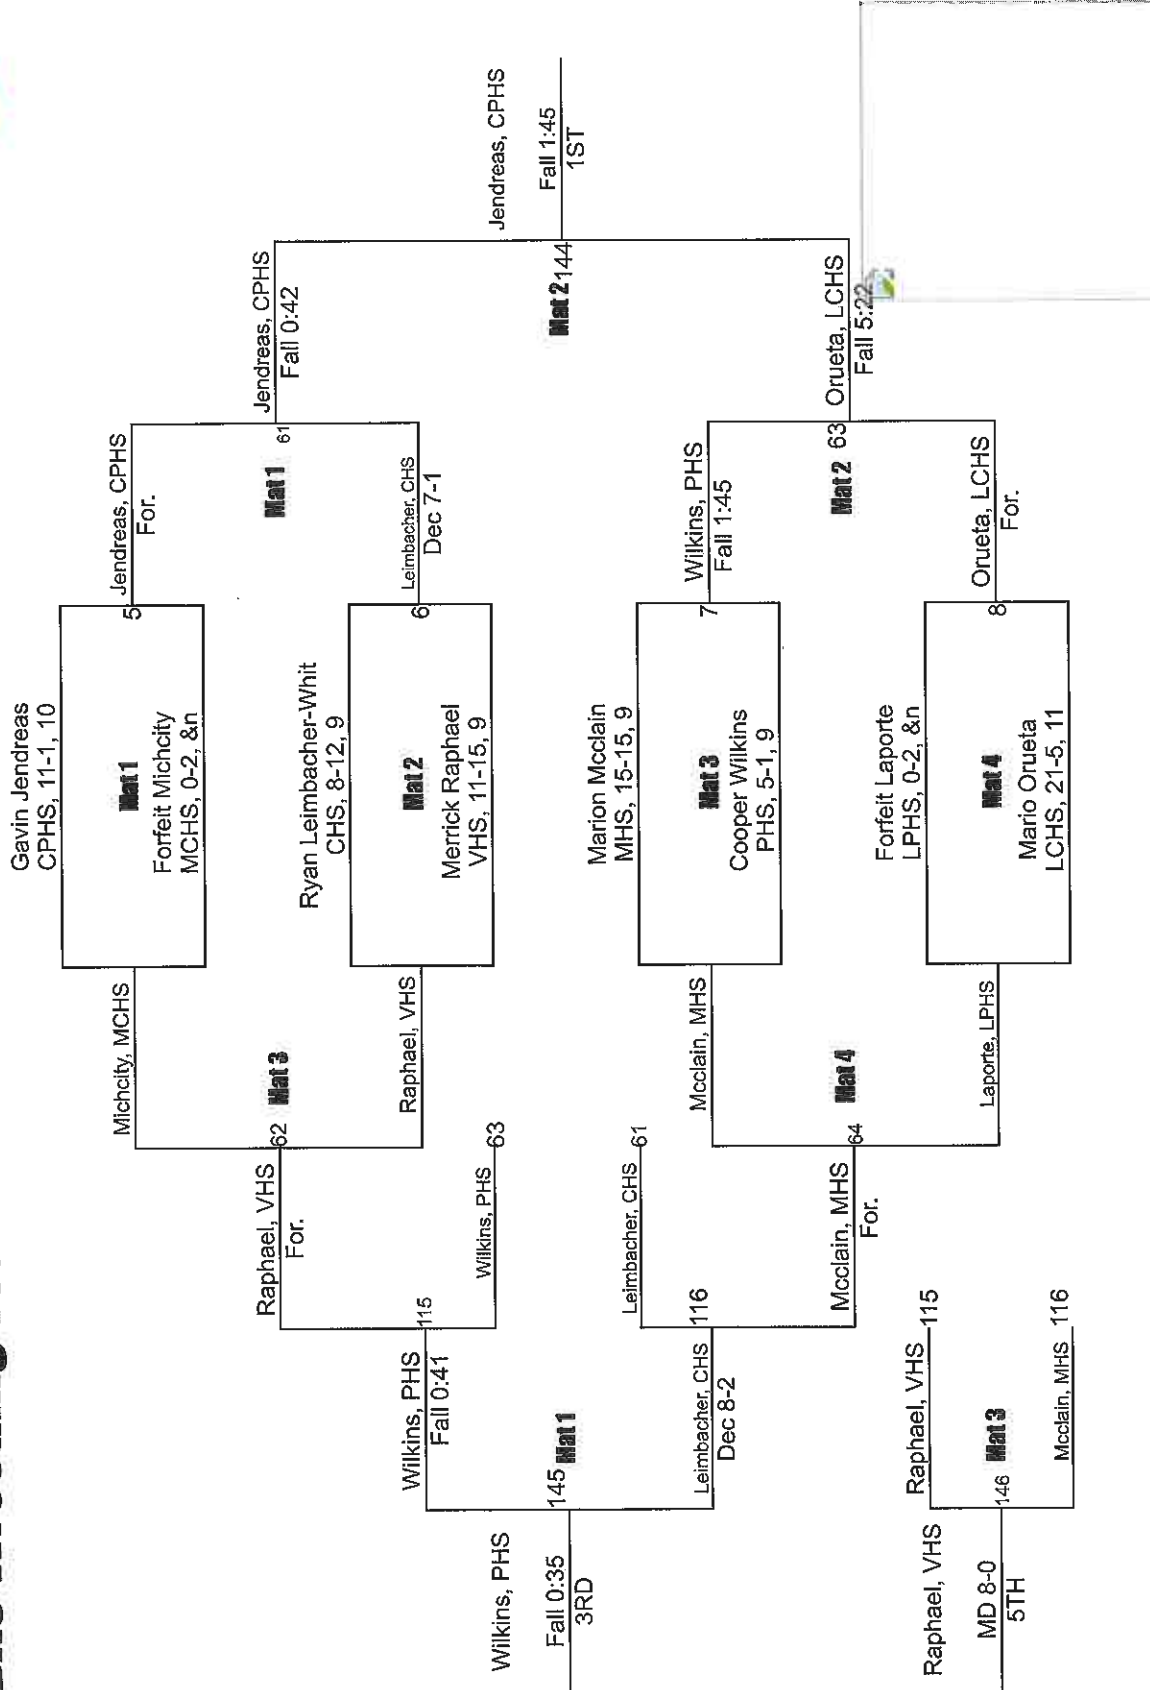 Gavin Jendreas
CPHS, 11-1, 10
Mat 1
Forfeit Michcity
MCHS, 0-2, &n
5
Jendreas, CPHS
For.
Ryan Leimbacher-Whit
CHS, 8-12, 9
Mat 2
Merrick Raphael
VHS, 11-15, 9
6
Leimbacher, CHS
Dec 7-1
Mat 1 61
Jendreas, CPHS
Fall 0:42
Marion Mcclain
MHS, 15-15, 9
Mat 3
Cooper Wilkins
PHS, 5-1, 9
7
Wilkins, PHS
Fall 1:45
Forfeit Laporte
LPHS, 0-2, &n
Mat 4
Mario Orueta
LCHS, 21-5, 11
8
Orueta, LCHS
For.
Mat 2 63
Orueta, LCHS
Fall 5:22
Mat 2 144
Jendreas, CPHS
Fall 1:45
1ST
Michcity, MCHS
Raphael, VHS
62 Mat 3
Raphael, VHS
For.
Wilkins, PHS 63
115
Wilkins, PHS
Fall 0:41
Mcclain, MHS
Laporte, LPHS
64 Mat 4
Leimbacher, CHS 61
Mcclain, MHS
For.
116
Leimbacher, CHS
Dec 8-2
145 Mat 1
Wilkins, PHS
Fall 0:35
3RD
Raphael, VHS 115
146 Mat 3
Mcclain, MHS 116
Raphael, VHS
MD 8-0
5TH